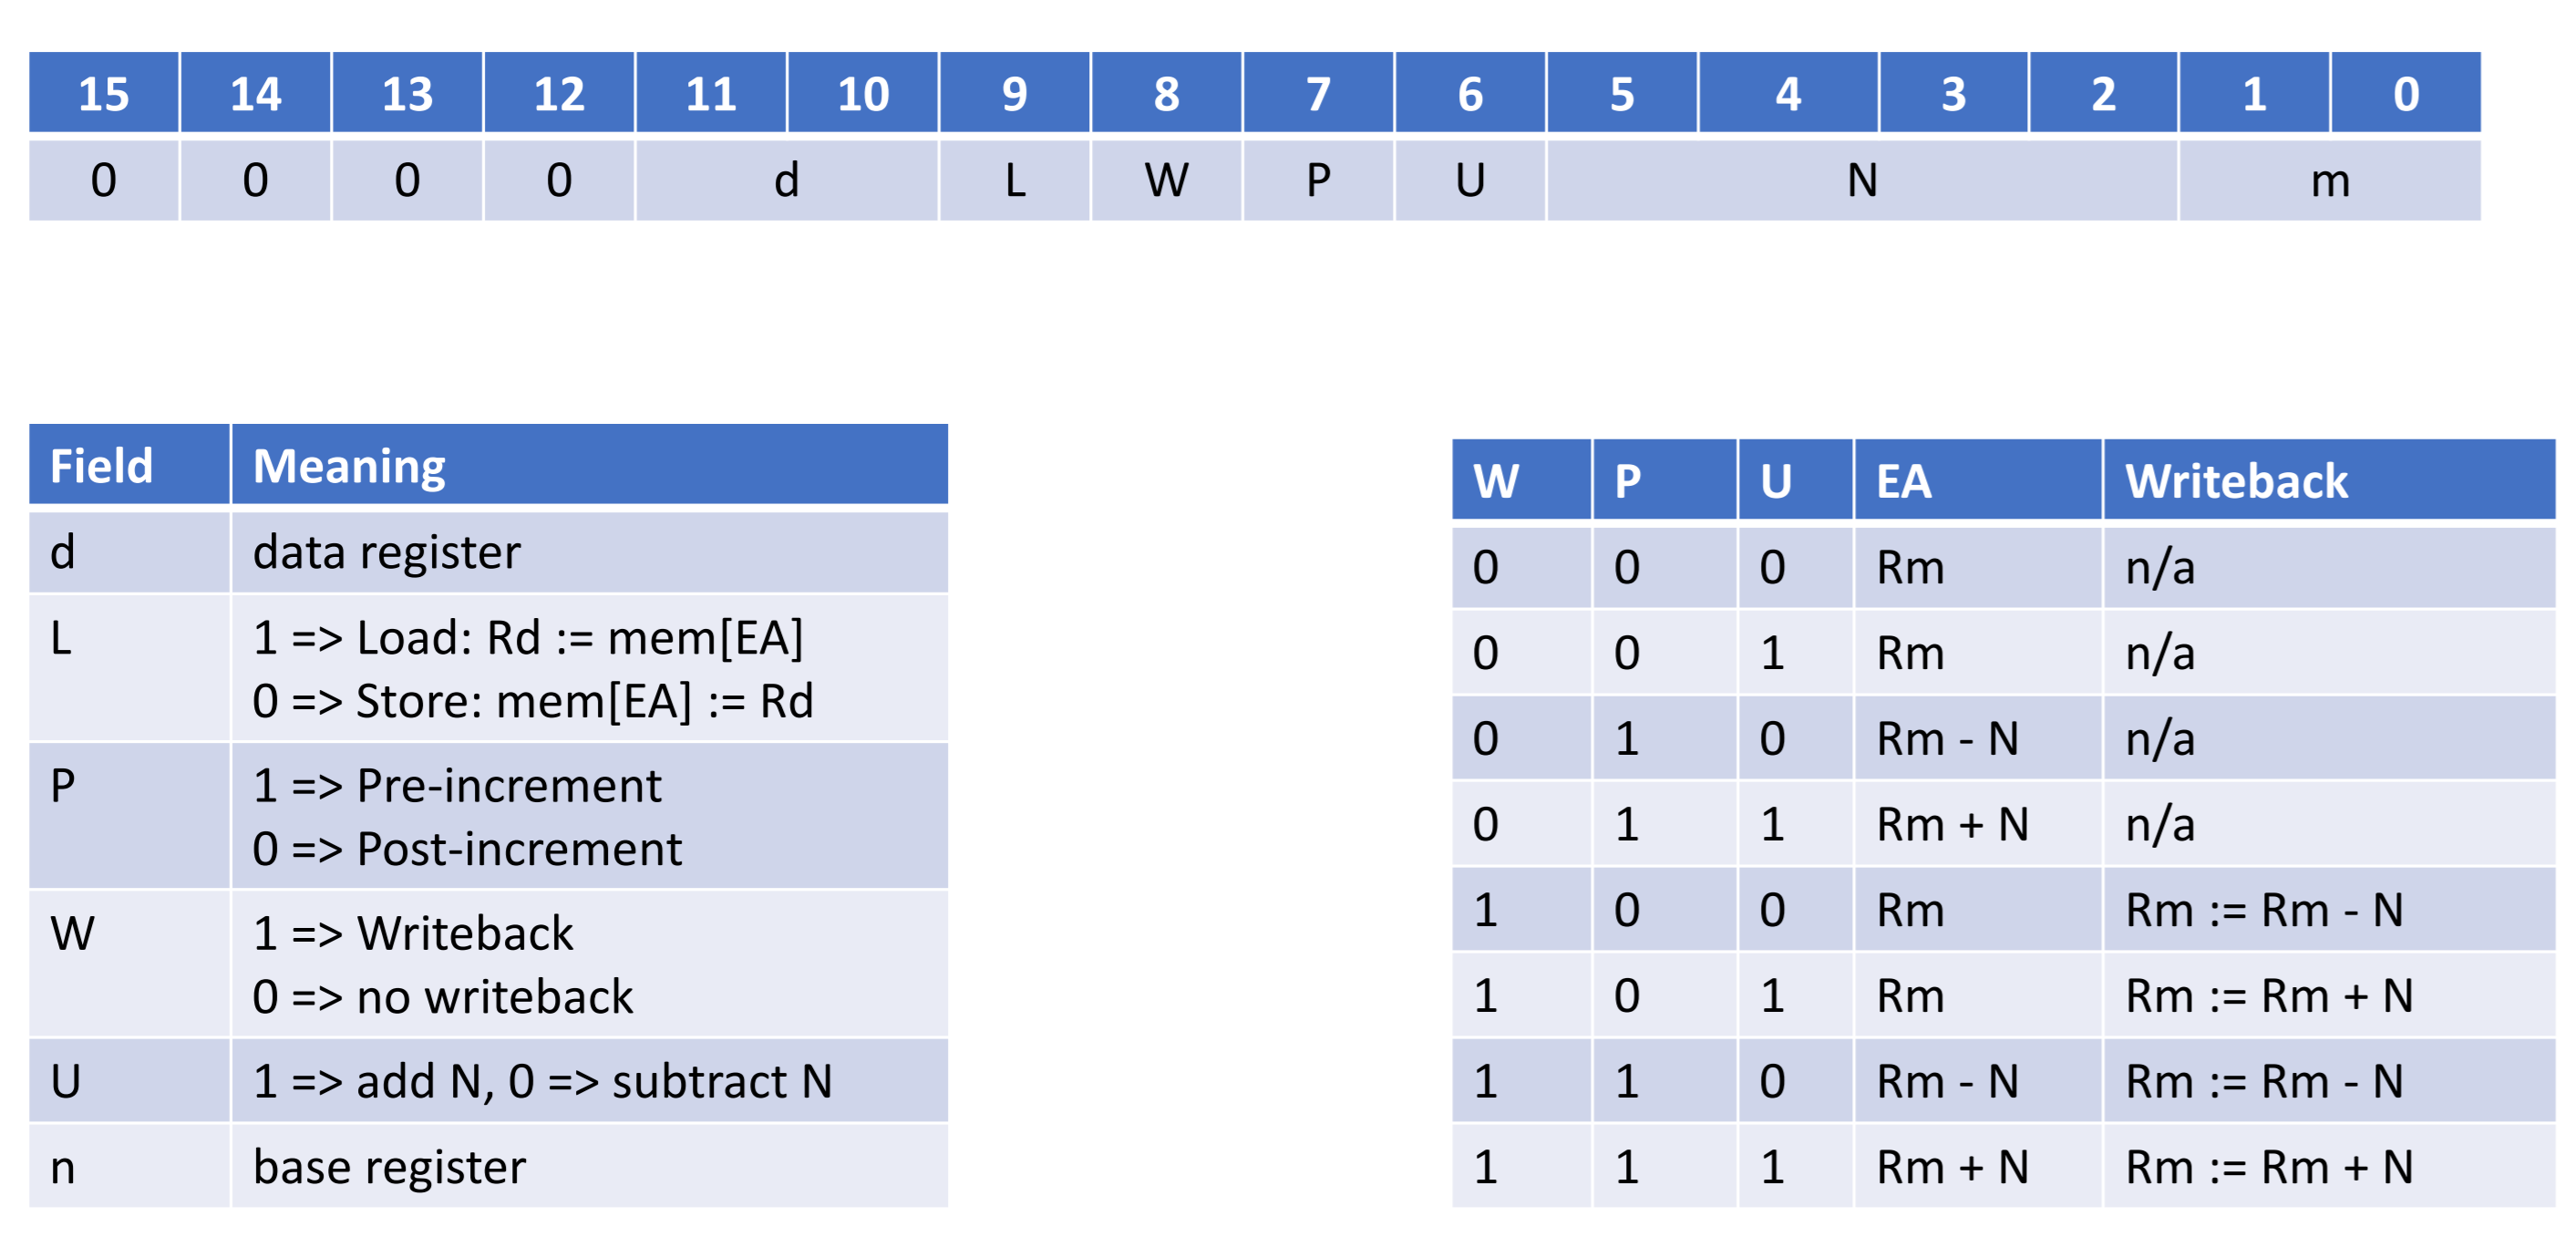 15 14 13 12 11 10 9 8 7 6 5 4 3 2 1 0
0 0 0 0 d L W P U N m
Field Meaning
d data register
L 1 => Load: Rd := mem[EA]
0 => Store: mem[EA] := Rd
P 1 => Pre-increment
0 => Post-increment
W 1 => Writeback
0 => no writeback
U 1 => add N, 0 => subtract N
n base register
W P U EA Writeback
0 0 0 Rm n/a
0 0 1 Rm n/a
0 1 0 Rm - N n/a
0 1 1 Rm + N n/a
1 0 0 Rm Rm := Rm - N
1 0 1 Rm Rm := Rm + N
1 1 0 Rm - N Rm := Rm - N
1 1 1 Rm + N Rm := Rm + N